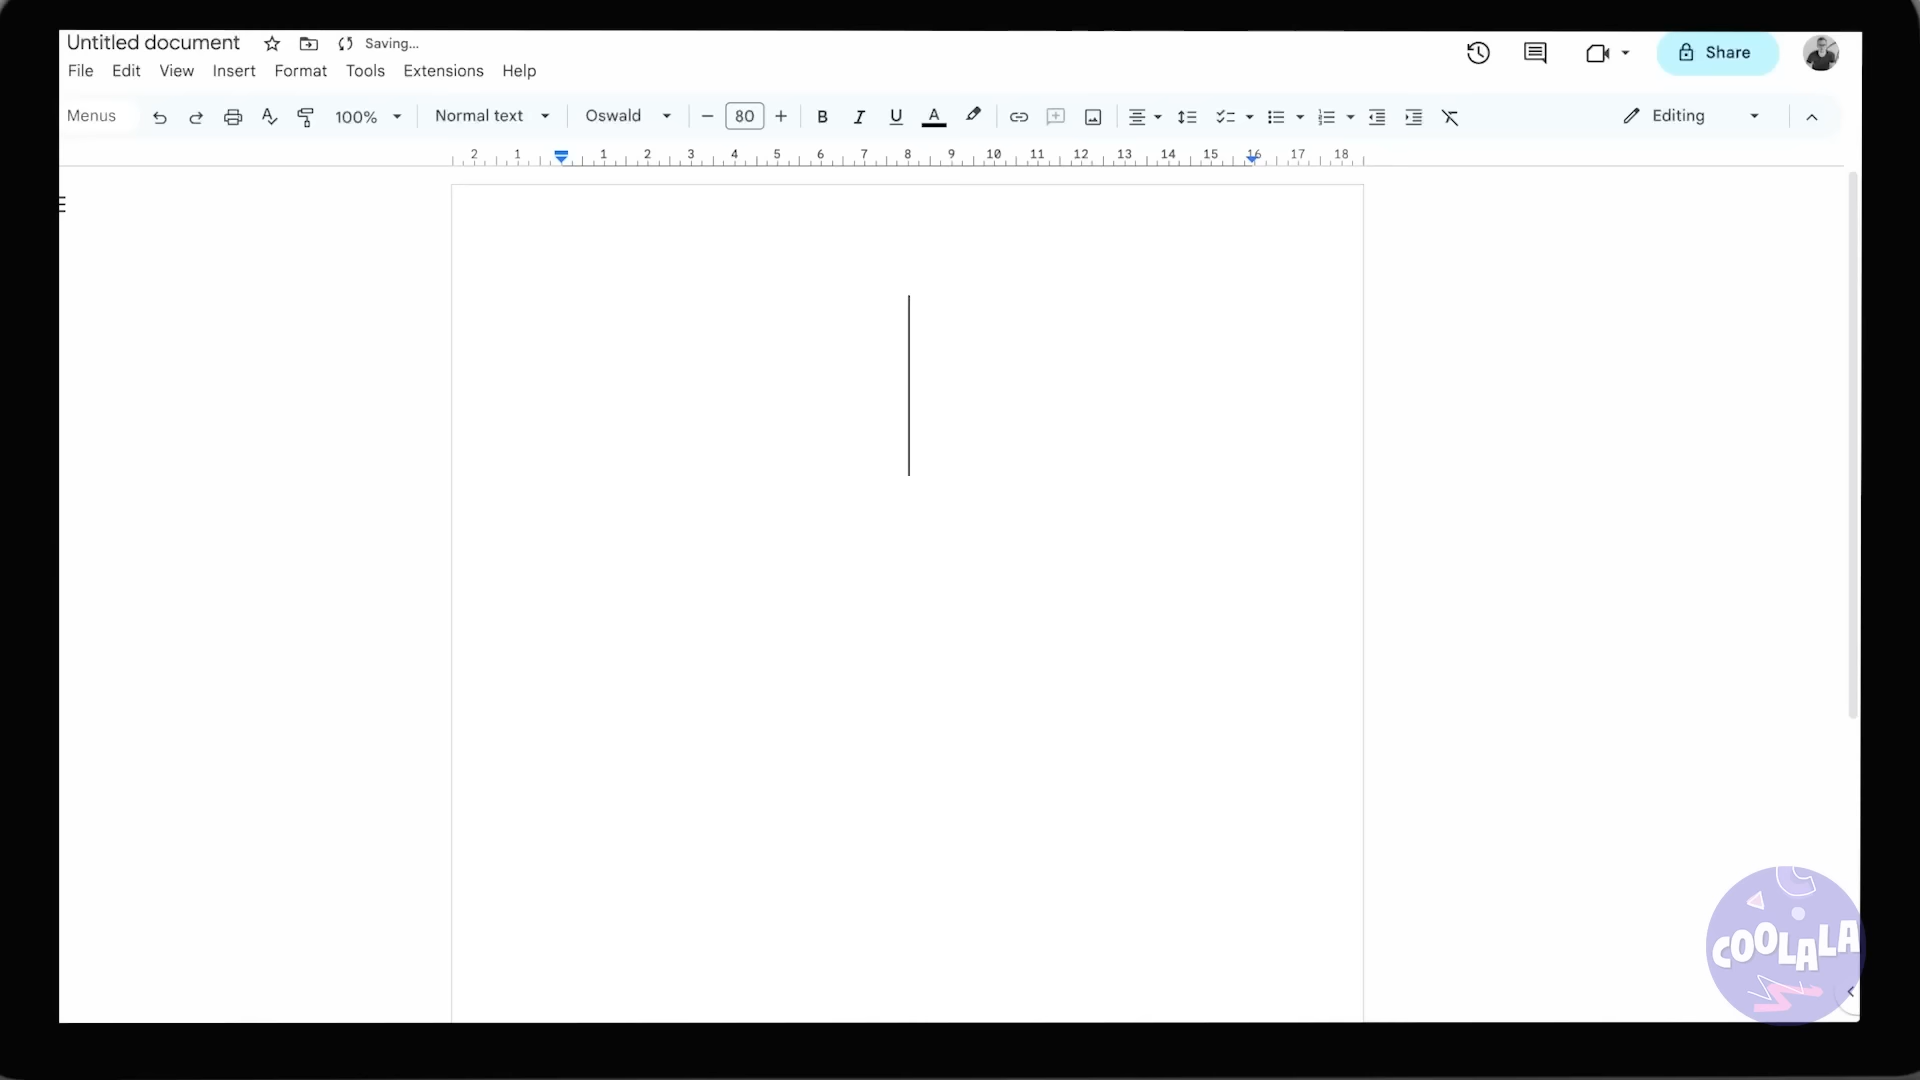 Untitled document Saving...
File Edit View Insert Format Tools Extensions Help Share
Menus 100% Normal text Oswald 80 B I U A Editing
2 1 1 2 3 4 5 6 7 8 9 10 11 12 13 14 15 16 17 18
COOLALA